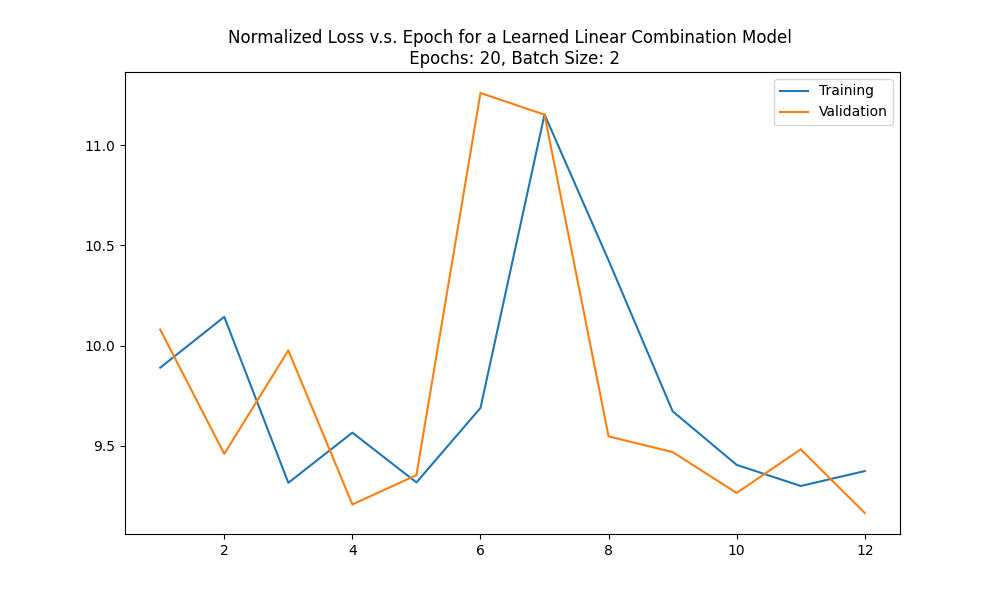 Normalized Loss v.s. Epoch for a Learned Linear Combination Model
Epochs: 20, Batch Size: 2
Training
Validation
11.0
10.5
10.0
9.5
2 4 6 8 10 12